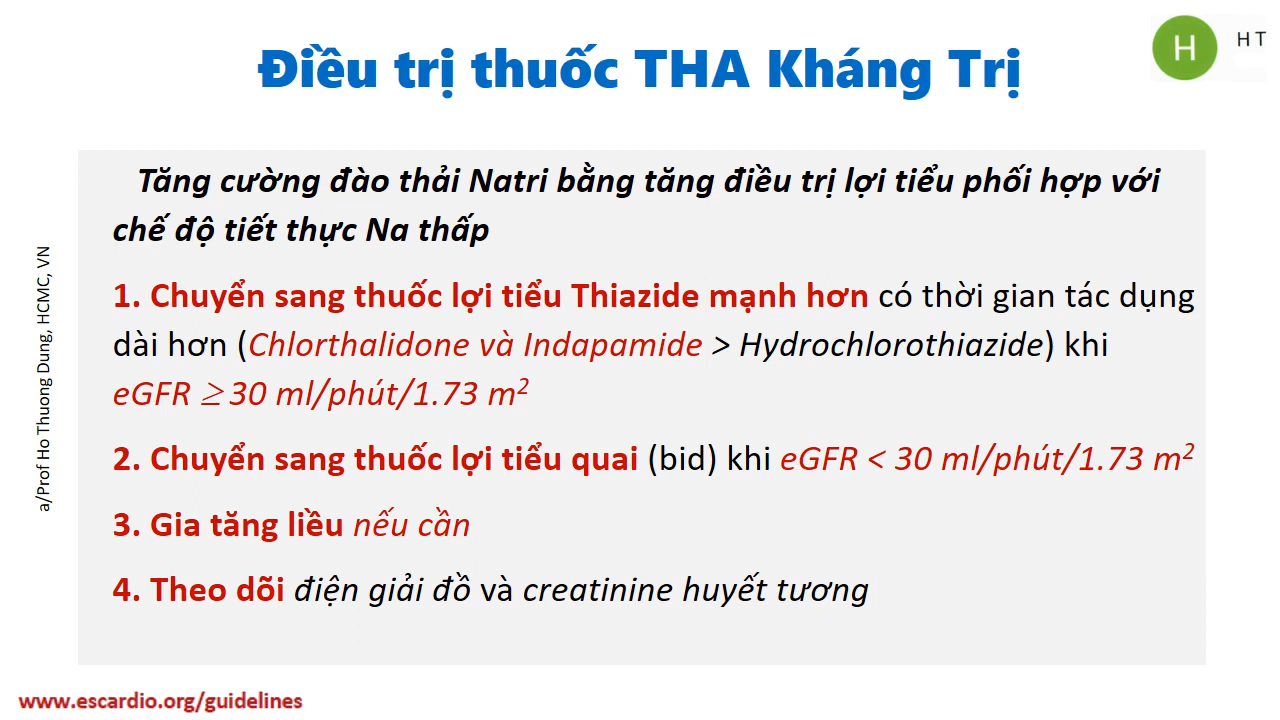 Điều trị thuốc THA Kháng Trị
H
H T
Tăng cường đào thải Natri bằng tăng điều trị lợi tiểu phối hợp với
chế độ tiết thực Na thấp
1. Chuyển sang thuốc lợi tiểu Thiazide mạnh hơn có thời gian tác dụng
dài hơn (Chlorthalidone và Indapamide > Hydrochlorothiazide) khi
eGFR ≥ 30 ml/phút/1.73 m²
2. Chuyển sang thuốc lợi tiểu quai (bid) khi eGFR < 30 ml/phút/1.73 m²
3. Gia tăng liều nếu cần
4. Theo dõi điện giải đồ và creatinine huyết tương
a/Prof Ho Thuong Dung, HCMC, VN
www.escardio.org/guidelines